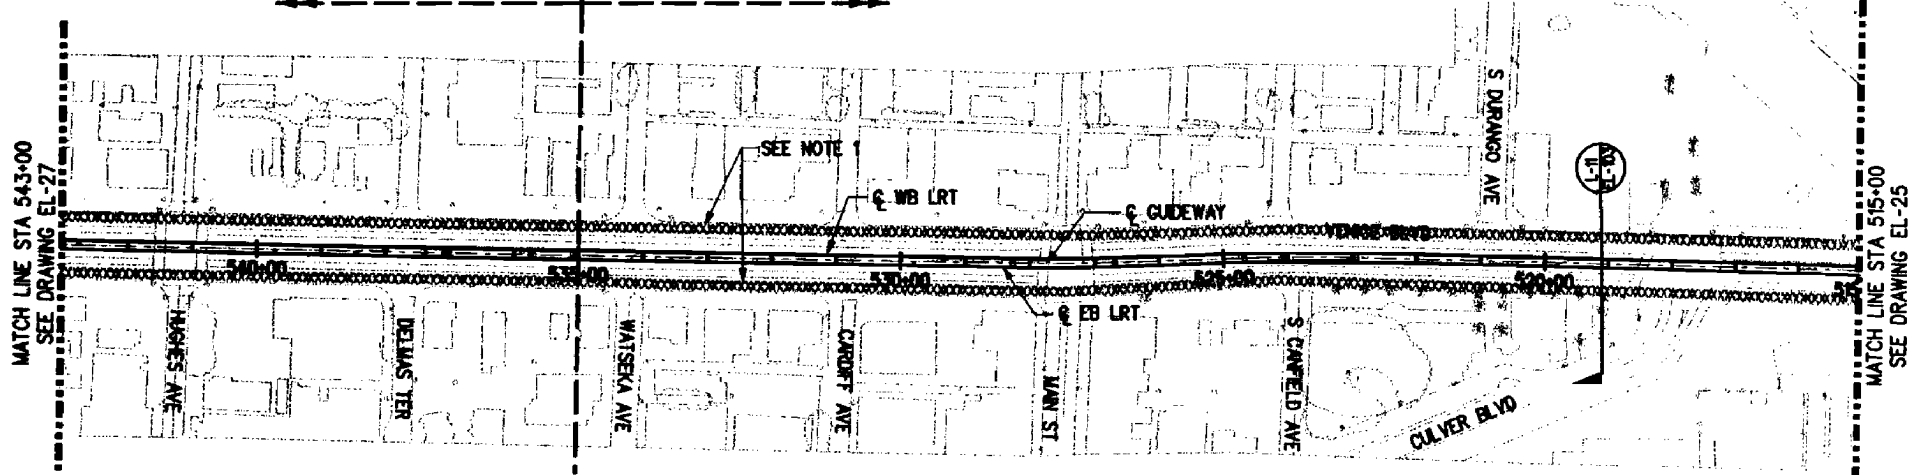 MATCH LINE STA 543+00
SEE DRAWING EL-27
SEE NOTE 1
℄ WB LRT
℄ GUIDEWAY
VENICE BLVD
S DURANGO AVE
540+00
535+00
530+00
525+00
520+00
℄ EB LRT
HUGHES AVE
DELMAS TER
WATSEKA AVE
CARDIFF AVE
MAIN ST
S CANFIELD AVE
CULVER BLVD
MATCH LINE STA 515+00
SEE DRAWING EL-25